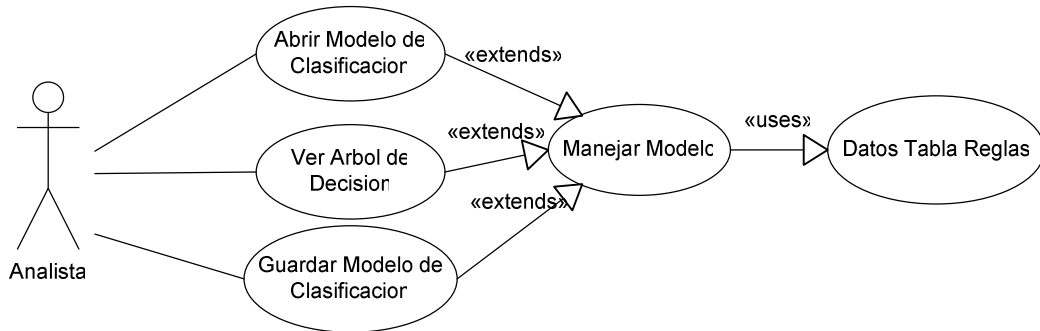 Abrir Modelo de
Clasificacion
«extends»
«extends»
Ver Arbol de
Decision
Manejar Modelo
«uses»
Datos Tabla Reglas
«extends»
Guardar Modelo de
Clasificacion
Analista